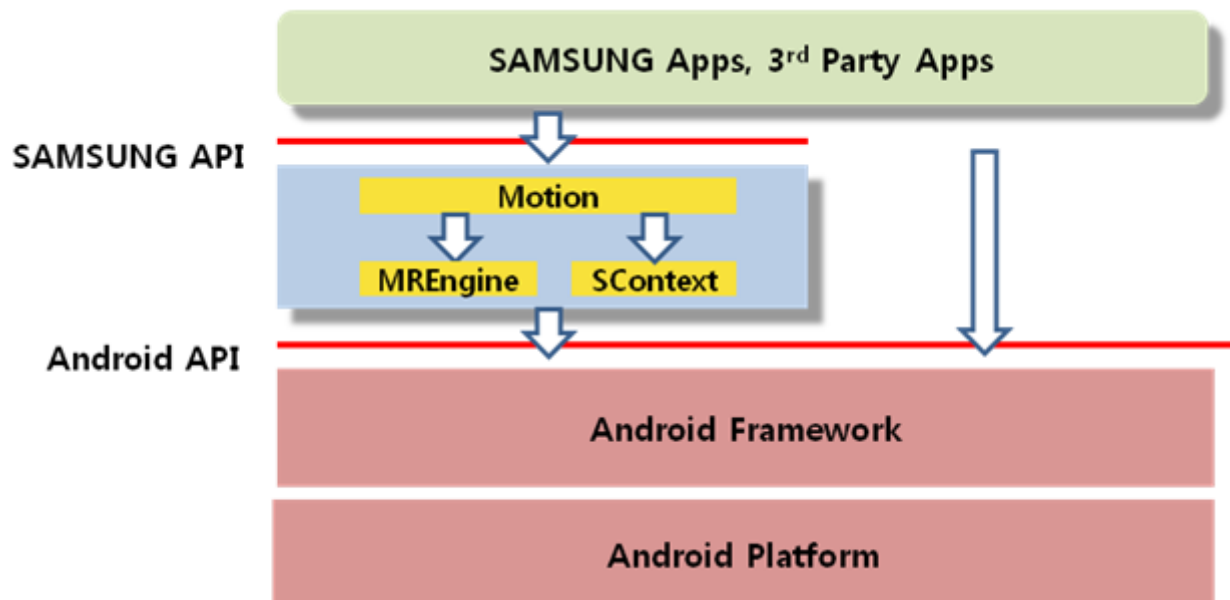 SAMSUNG Apps, 3rd Party Apps
SAMSUNG API
Motion
MREngine
SContext
Android API
Android Framework
Android Platform